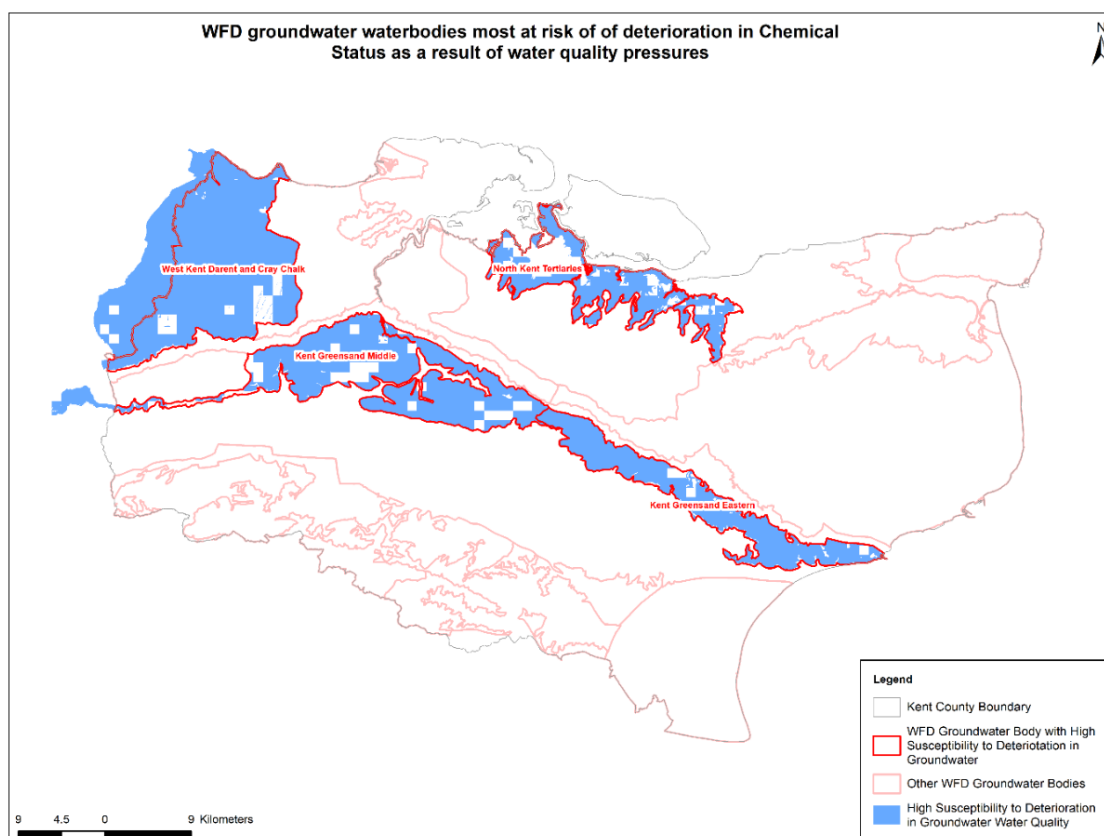 WFD groundwater waterbodies most at risk of of deterioration in Chemical
Status as a result of water quality pressures
N
West Kent Darent and Cray Chalk
North Kent Tertiaries
Kent Greensand Middle
Kent Greensand Eastern
Legend
Kent County Boundary
WFD Groundwater Body with High
Susceptibility to Deteriotation in
Groundwater
Other WFD Groundwater Bodies
High Susceptibility to Deterioration
in Groundwater Water Quality
9 4.5 0 9 Kilometers